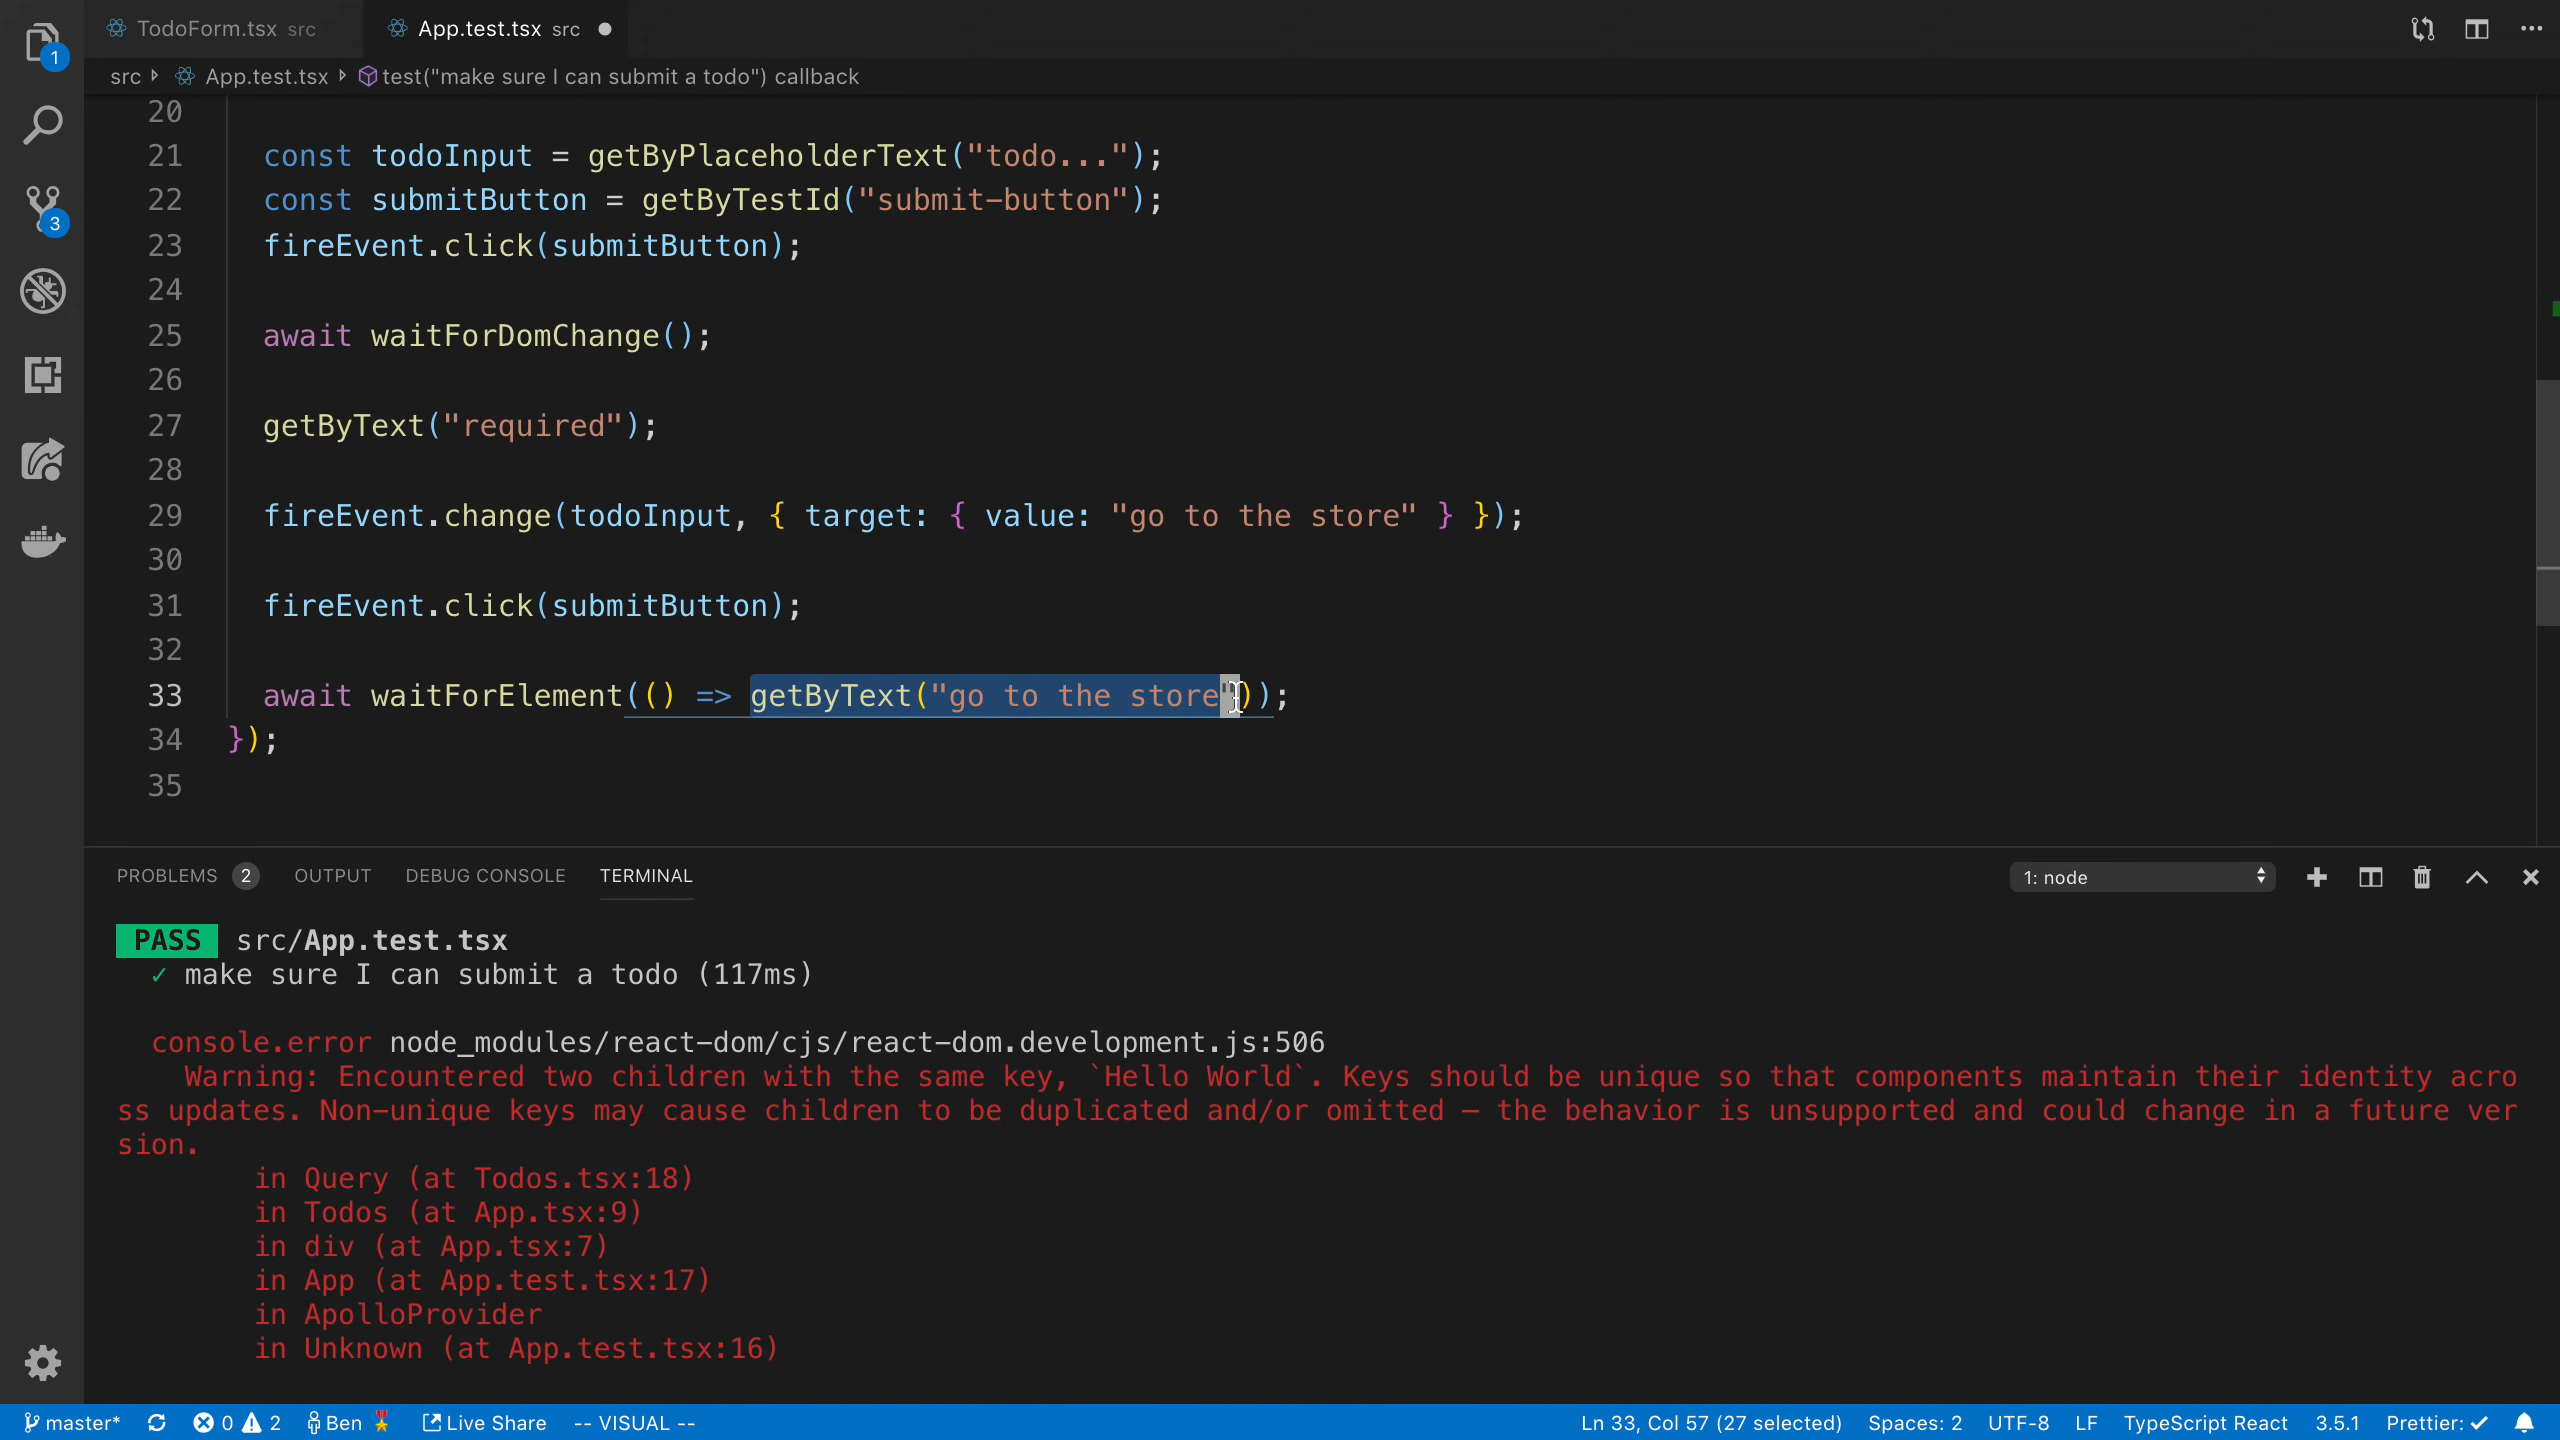 TodoForm.tsx src
App.test.tsx src
1
src App.test.tsx test("make sure I can submit a todo") callback
20
21 const todoInput = getByPlaceholderText("todo...");
22 const submitButton = getByTestId("submit-button");
3
23 fireEvent.click(submitButton);
24
25 await waitForDomChange();
26
27 getByText("required");
28
29 fireEvent.change(todoInput, { target: { value: "go to the store" } });
30
31 fireEvent.click(submitButton);
32
33 await waitForElement(() => getByText("go to the store"));
34 });
35
PROBLEMS 2 OUTPUT DEBUG CONSOLE TERMINAL 1: node
PASS src/App.test.tsx
✓ make sure I can submit a todo (117ms)
console.error node_modules/react-dom/cjs/react-dom.development.js:506
Warning: Encountered two children with the same key, `Hello World`. Keys should be unique so that components maintain their identity acro
ss updates. Non-unique keys may cause children to be duplicated and/or omitted — the behavior is unsupported and could change in a future ver
sion.
in Query (at Todos.tsx:18)
in Todos (at App.tsx:9)
in div (at App.tsx:7)
in App (at App.test.tsx:17)
in ApolloProvider
in Unknown (at App.test.tsx:16)
master* 0 2 Ben Live Share -- VISUAL -- Ln 33, Col 57 (27 selected) Spaces: 2 UTF-8 LF TypeScript React 3.5.1 Prettier: ✓